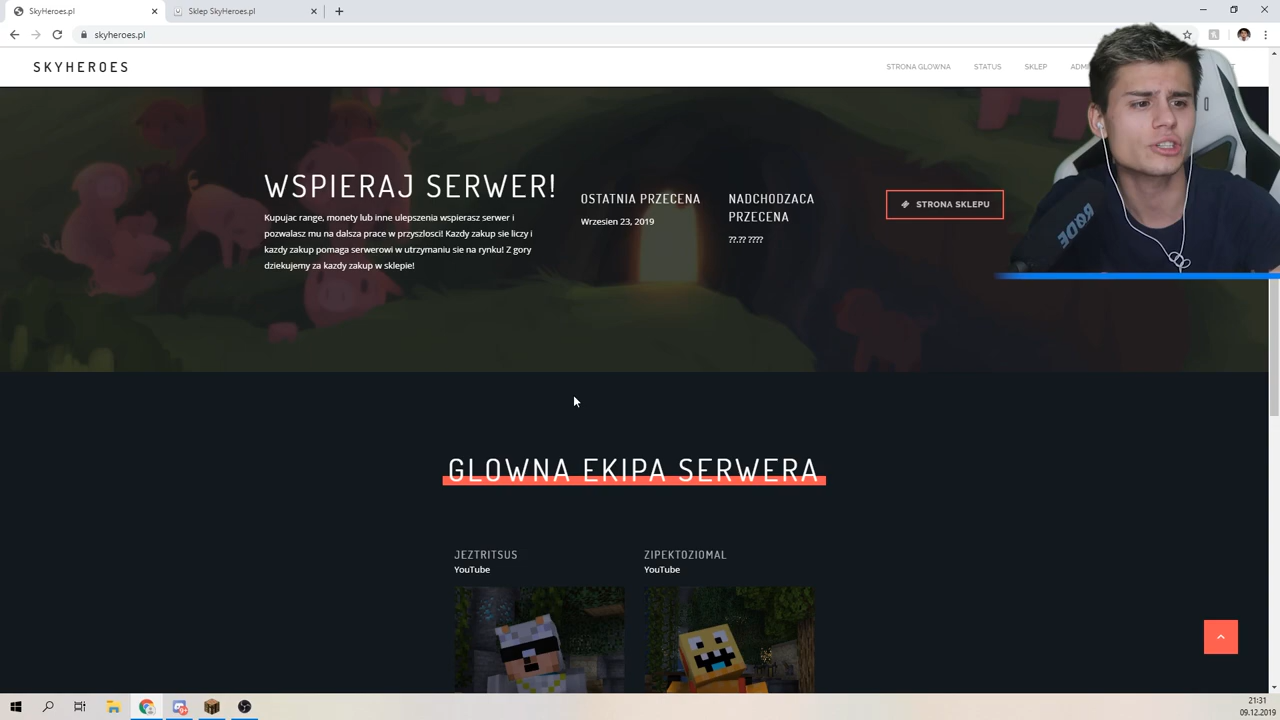 SkyHeroes.pl
Sklep SkyHeroes.pl
skyheroes.pl
SKYHEROES
STRONA GLOWNA
STATUS
SKLEP
WSPIERAJ SERWER!
Kupujac range, monety lub inne ulepszenia wspierasz serwer i
pozwalasz mu na dalsza prace w przyszlosci! Kazdy zakup sie liczy i
kazdy zakup pomaga serwerowi w utrzymaniu sie na rynku! Z gory
dziekujemy za kazdy zakup w sklepie!
OSTATNIA PRZECENA
Wrzesien 23, 2019
NADCHODZACA
PRZECENA
??.?? ????
STRONA SKLEPU
GLOWNA EKIPA SERWERA
JEZTRITSUS
YouTube
ZIPEKTOZIOMAL
YouTube
21:31
09.12.2019